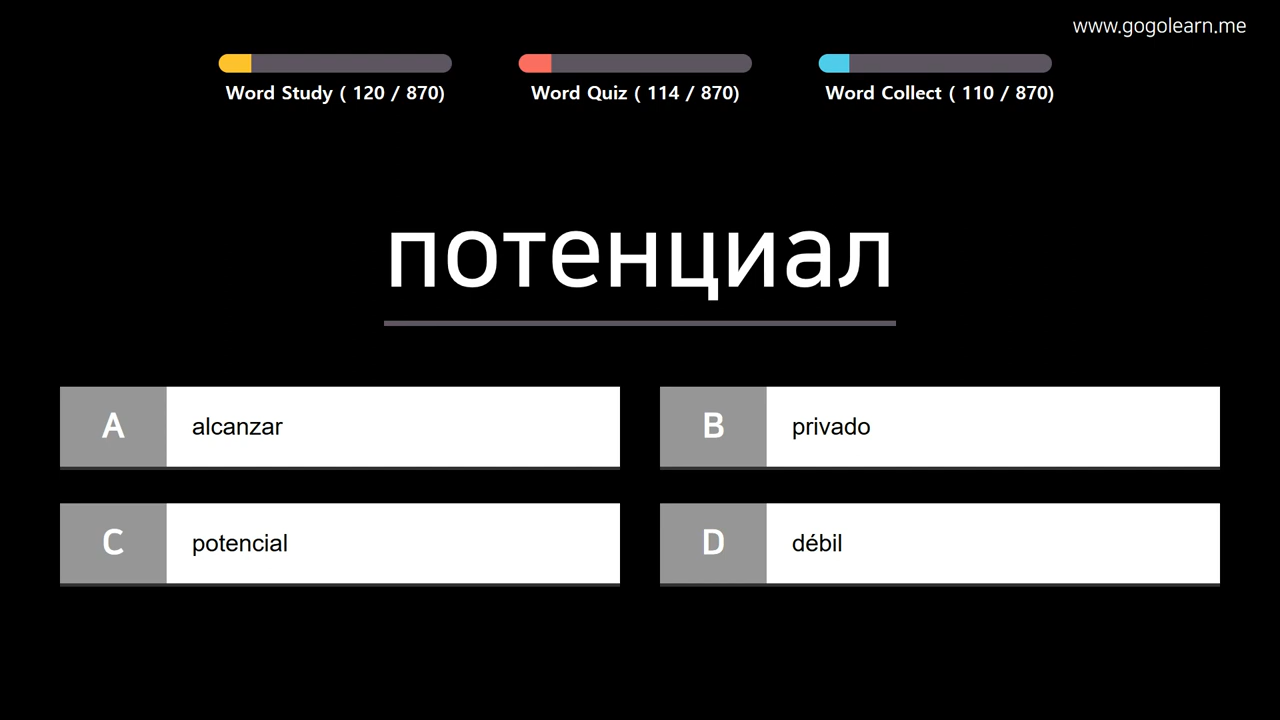 www.gogolearn.me
Word Study ( 120 / 870)
Word Quiz ( 114 / 870)
Word Collect ( 110 / 870)
потенциал
A alcanzar
B privado
C potencial
D débil